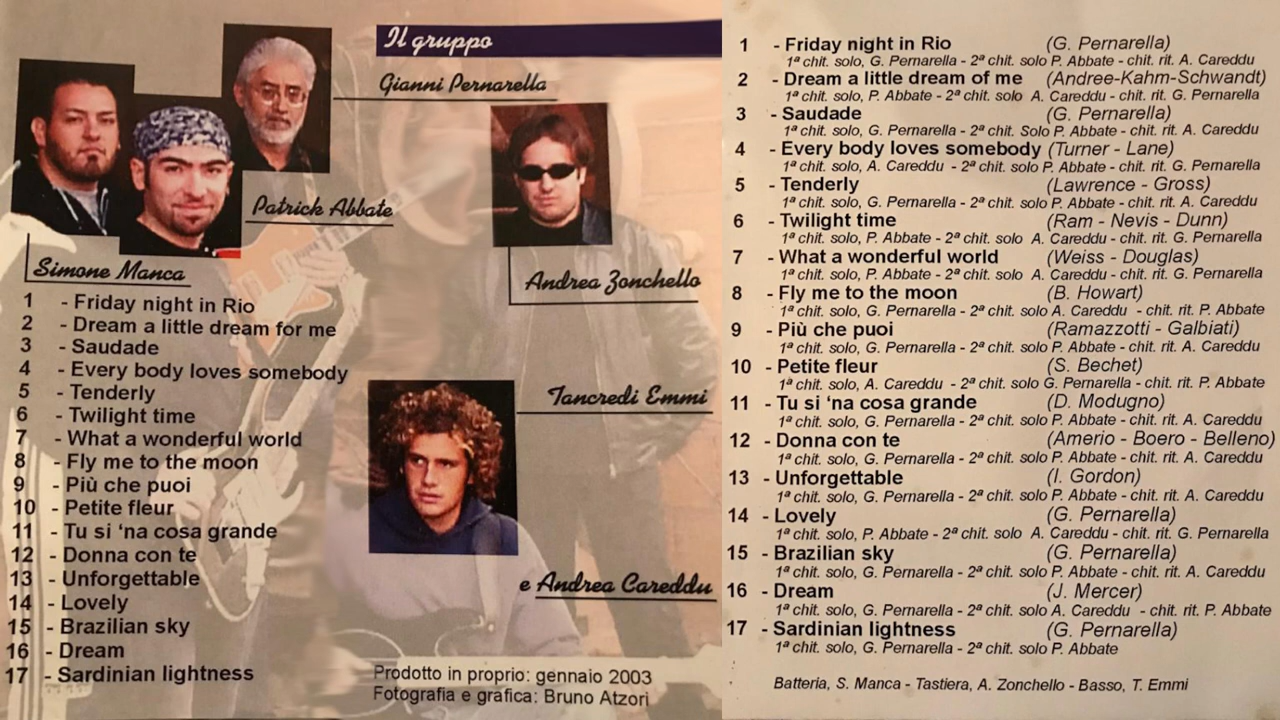 Il gruppo
Gianni Pernarella
Patrick Abbate
Simone Manca
Andrea Zonchello
Tancredi Emmi
e Andrea Careddu
1 - Friday night in Rio
2 - Dream a little dream for me
3 - Saudade
4 - Every body loves somebody
5 - Tenderly
6 - Twilight time
7 - What a wonderful world
8 - Fly me to the moon
9 - Più che puoi
10 - Petite fleur
11 - Tu si ‘na cosa grande
12 - Donna con te
13 - Unforgettable
14 - Lovely
15 - Brazilian sky
16 - Dream
17 - Sardinian lightness
Prodotto in proprio: gennaio 2003
Fotografia e grafica: Bruno Atzori
1 - Friday night in Rio (G. Pernarella)
1ª chit. solo, G. Pernarella - 2ª chit. solo P. Abbate - chit. rit. A. Careddu
2 - Dream a little dream of me (Andree-Kahm-Schwandt)
1ª chit. solo, P. Abbate - 2ª chit. solo A. Careddu - chit. rit. G. Pernarella
3 - Saudade (G. Pernarella)
1ª chit. solo, G. Pernarella - 2ª chit. Solo P. Abbate - chit. rit. A. Careddu
4 - Every body loves somebody (Turner - Lane)
1ª chit. solo, A. Careddu - 2ª chit. solo P. Abbate - chit. rit. G. Pernarella
5 - Tenderly (Lawrence - Gross)
1ª chit. solo, G. Pernarella - 2ª chit. solo P. Abbate - chit. rit. A. Careddu
6 - Twilight time (Ram - Nevis - Dunn)
1ª chit. solo, P. Abbate - 2ª chit. solo A. Careddu - chit. rit. G. Pernarella
7 - What a wonderful world (Weiss - Douglas)
1ª chit. solo, P. Abbate - 2ª chit. solo A. Careddu - chit. rit. G. Pernarella
8 - Fly me to the moon (B. Howart)
1ª chit. solo, G. Pernarella - 2ª chit. solo A. Careddu - chit. rit. P. Abbate
9 - Più che puoi (Ramazzotti - Galbiati)
1ª chit. solo, G. Pernarella - 2ª chit. solo P. Abbate - chit. rit. A. Careddu
10 - Petite fleur (S. Bechet)
1ª chit. solo, A. Careddu - 2ª chit. solo G. Pernarella - chit. rit. P. Abbate
11 - Tu si ‘na cosa grande (D. Modugno)
1ª chit. solo, G. Pernarella - 2ª chit. solo P. Abbate - chit. rit. A. Careddu
12 - Donna con te (Amerio - Boero - Belleno)
1ª chit. solo, G. Pernarella - 2ª chit. solo P. Abbate - chit. rit. A. Careddu
13 - Unforgettable (I. Gordon)
1ª chit. solo, G. Pernarella - 2ª chit. solo P. Abbate - chit. rit. A. Careddu
14 - Lovely (G. Pernarella)
1ª chit. solo, P. Abbate - 2ª chit. solo A. Careddu - chit. rit. G. Pernarella
15 - Brazilian sky (G. Pernarella)
1ª chit. solo, G. Pernarella - 2ª chit. solo P. Abbate - chit. rit. A. Careddu
16 - Dream (J. Mercer)
1ª chit. solo, G. Pernarella - 2ª chit. solo A. Careddu - chit. rit. P. Abbate
17 - Sardinian lightness (G. Pernarella)
1ª chit. solo, G. Pernarella - 2ª chit. solo P. Abbate
Batteria, S. Manca - Tastiera, A. Zonchello - Basso, T. Emmi